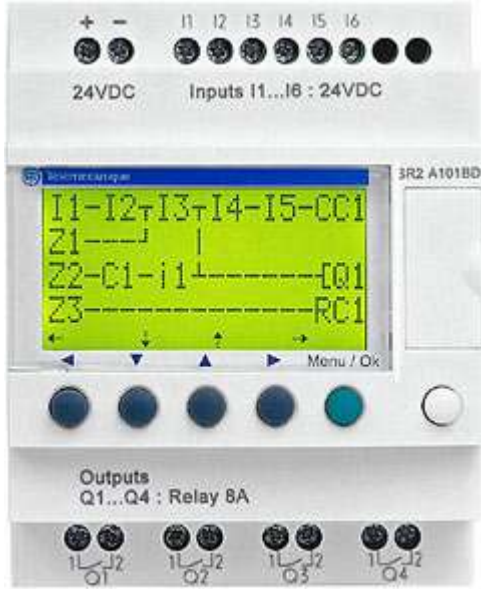 + - I1 I2 I3 I4 I5 I6
24VDC Inputs I1...I6 : 24VDC
Telemecanique
SR2 A101BD
I1-I2┬I3┬I4-I5-CC1
Z1----┘ |
Z2-C1-i1┴-------[Q1
Z3--------------RC1
← ↓ ↑ →
◄ ▼ ▲ ► Menu / Ok
Outputs
Q1...Q4 : Relay 8A
1 2 1 2 1 2 1 2
Q1 Q2 Q3 Q4